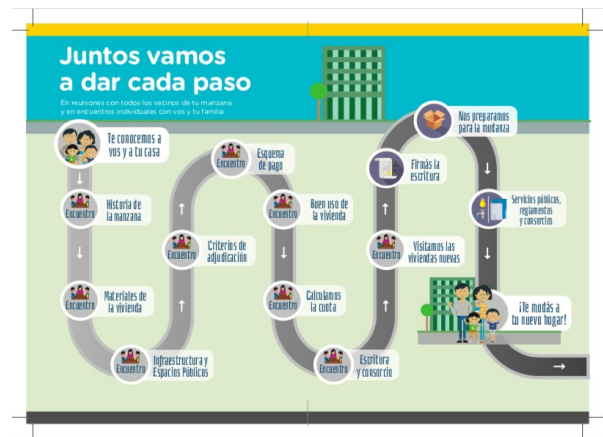 Juntos vamos
a dar cada paso
En reuniones con todos los vecinos de tu manzana
y en encuentros individuales con vos y tu familia.
Te conocemos a
vos y a tu casa
Encuentro
Historia de
la manzana
Encuentro
Materiales de
la vivienda
Encuentro
Infraestructura y
Espacios Públicos
Encuentro
Criterios de
adjudicación
Encuentro
Esquema
de pago
Encuentro
Buen uso de
la vivienda
Encuentro
Calculamos
la cuota
Encuentro
Escritura
y consorcio
Encuentro
Visitamos las
viviendas nuevas
Firmás la
escritura
Nos preparamos
para la mudanza
Servicios públicos,
reglamentos
y consorcios
¡Te mudás a
tu nuevo hogar!